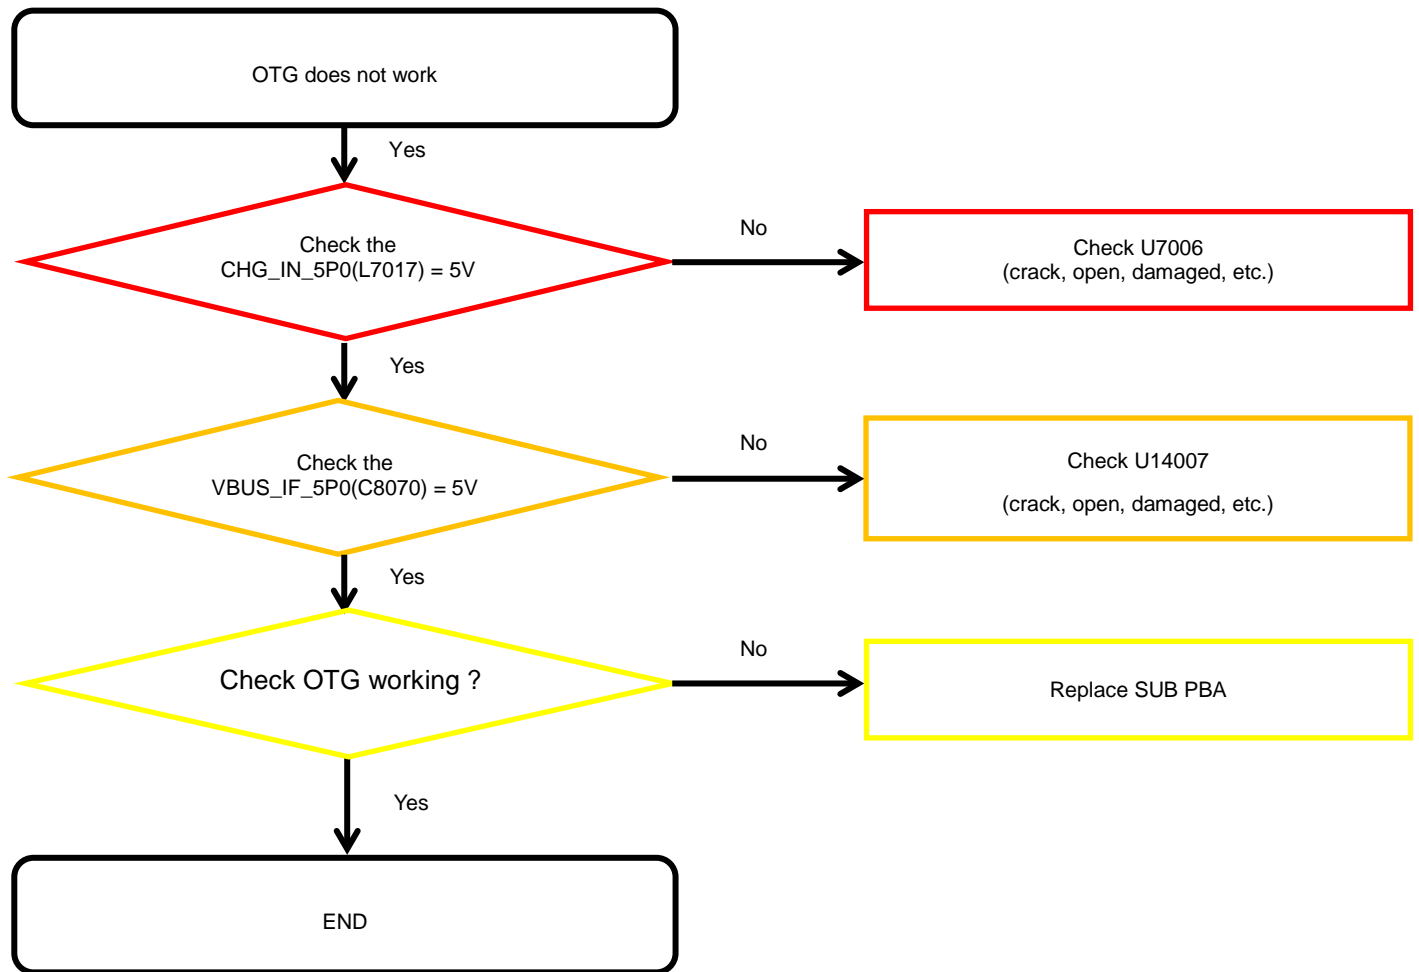 OTG does not work
Yes
Check the
CHG_IN_5P0(L7017) = 5V
No
Check U7006
(crack, open, damaged, etc.)
Yes
Check the
VBUS_IF_5P0(C8070) = 5V
No
Check U14007
(crack, open, damaged, etc.)
Yes
Check OTG working ?
No
Replace SUB PBA
Yes
END